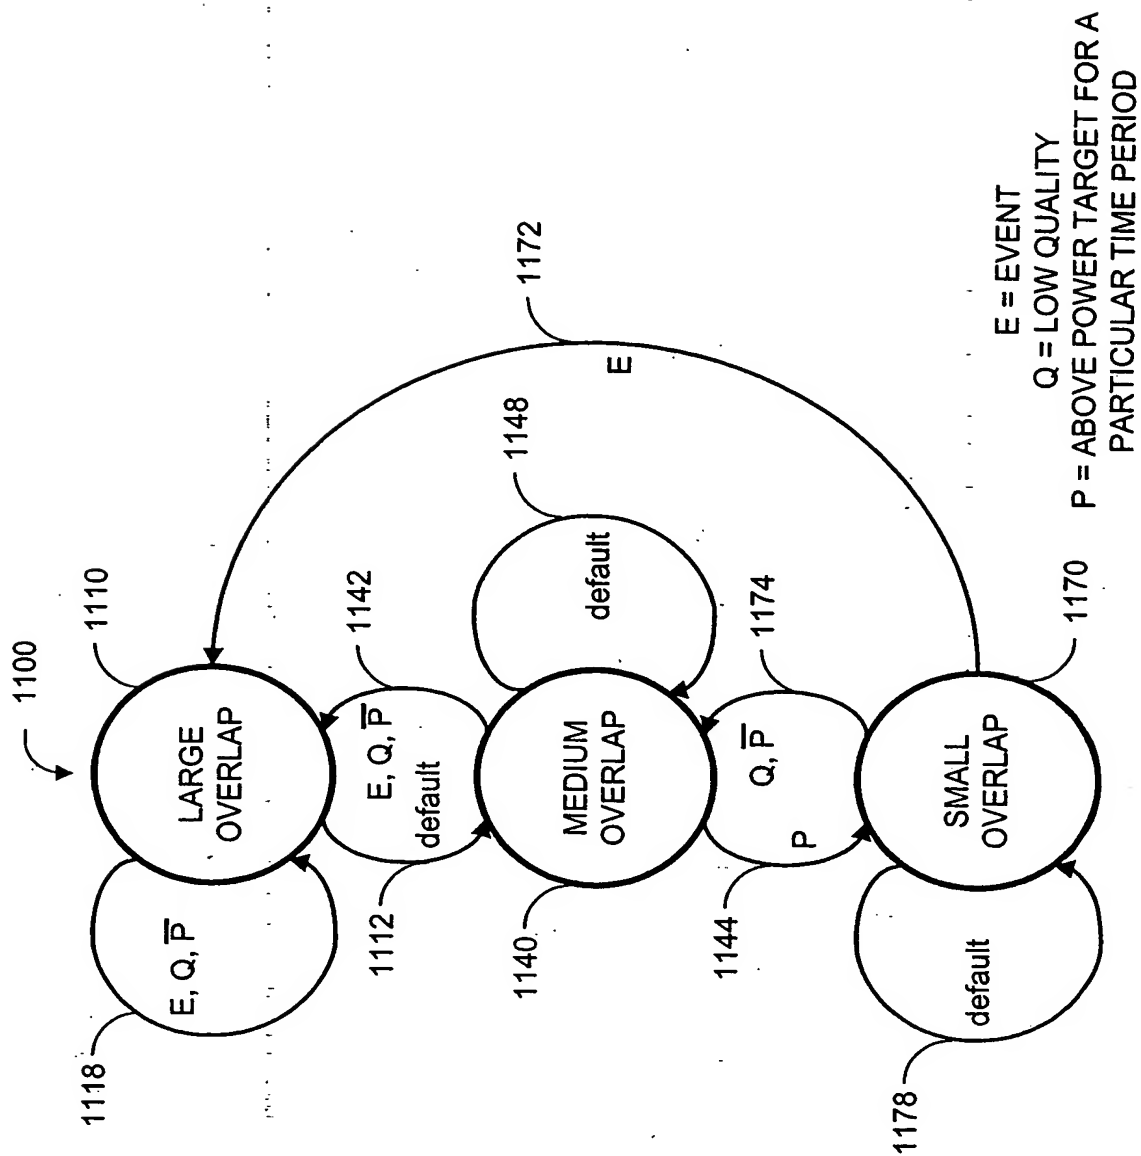 1100
1110
LARGE
OVERLAP
E, Q, P̅
1118
1142
E, Q, P̅
default
1112
1172
E
1148
default
MEDIUM
OVERLAP
1140
1174
Q, P̅
P
1144
1170
SMALL
OVERLAP
default
1178
E = EVENT
Q = LOW QUALITY
P = ABOVE POWER TARGET FOR A
PARTICULAR TIME PERIOD